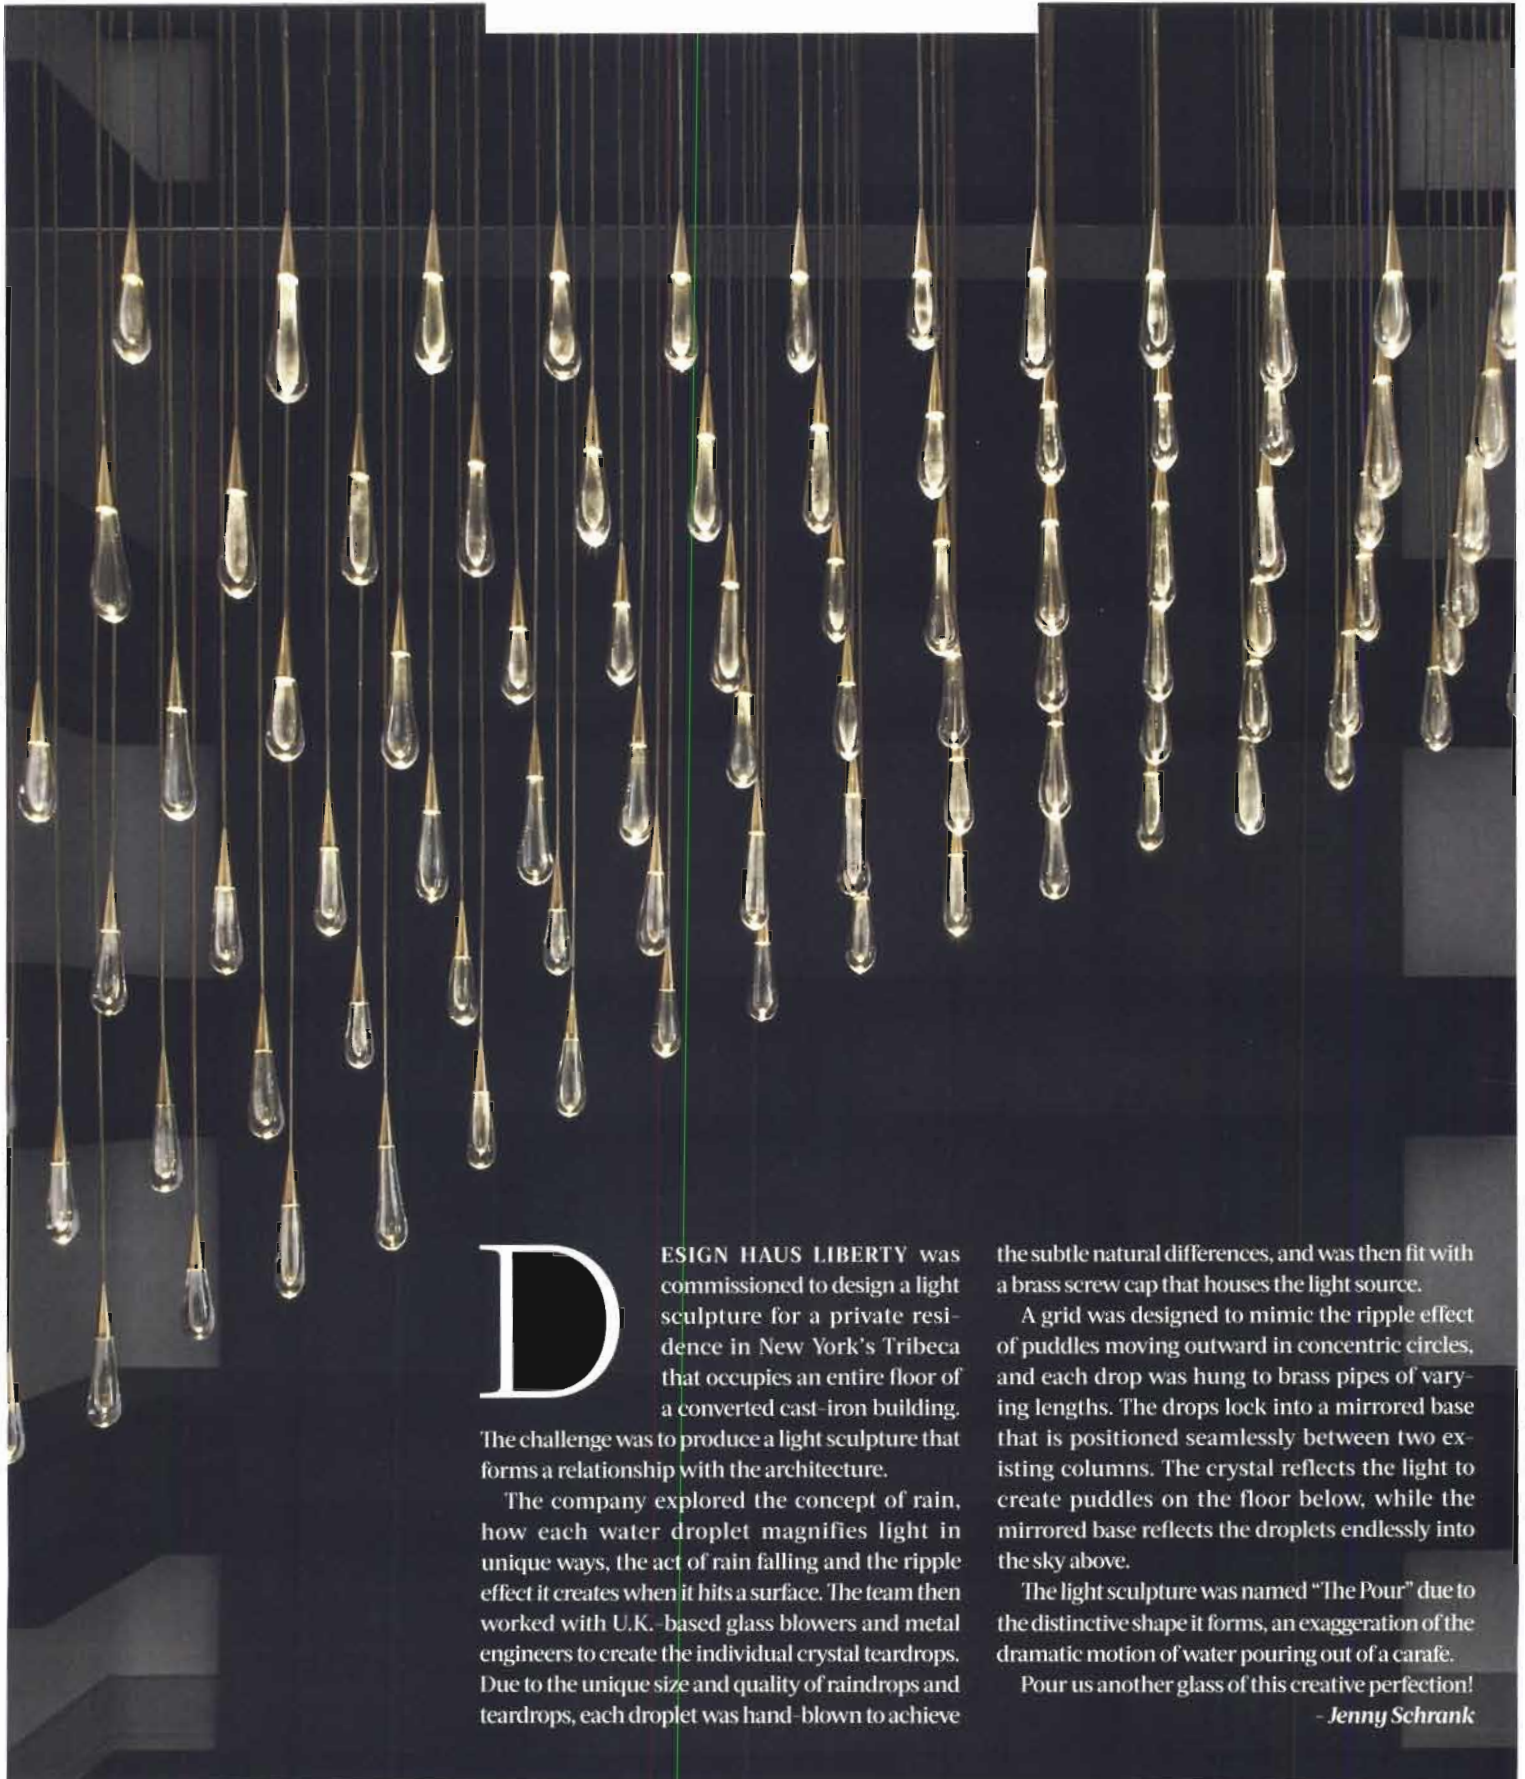 DESIGN HAUS LIBERTY was
commissioned to design a light
sculpture for a private resi-
dence in New York's Tribeca
that occupies an entire floor of
a converted cast-iron building.
The challenge was to produce a light sculpture that
forms a relationship with the architecture.
The company explored the concept of rain,
how each water droplet magnifies light in
unique ways, the act of rain falling and the ripple
effect it creates when it hits a surface. The team then
worked with U.K.-based glass blowers and metal
engineers to create the individual crystal teardrops.
Due to the unique size and quality of raindrops and
teardrops, each droplet was hand-blown to achieve
the subtle natural differences, and was then fit with
a brass screw cap that houses the light source.
A grid was designed to mimic the ripple effect
of puddles moving outward in concentric circles,
and each drop was hung to brass pipes of vary-
ing lengths. The drops lock into a mirrored base
that is positioned seamlessly between two ex-
isting columns. The crystal reflects the light to
create puddles on the floor below, while the
mirrored base reflects the droplets endlessly into
the sky above.
The light sculpture was named “The Pour” due to
the distinctive shape it forms, an exaggeration of the
dramatic motion of water pouring out of a carafe.
Pour us another glass of this creative perfection!
- Jenny Schrank